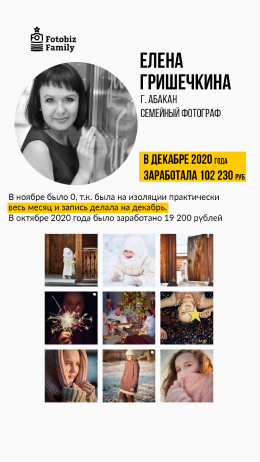 Fotobiz
Family
ЕЛЕНА
ГРИШЕЧКИНА
Г. АБАКАН
СЕМЕЙНЫЙ ФОТОГРАФ
В ДЕКАБРЕ 2020 ГОДА
ЗАРАБОТАЛА 102 230 РУБ
В ноябре было 0, т.к. была на изоляции практически
весь месяц и запись делала на декабрь.
В октябре 2020 года было заработано 19 200 рублей